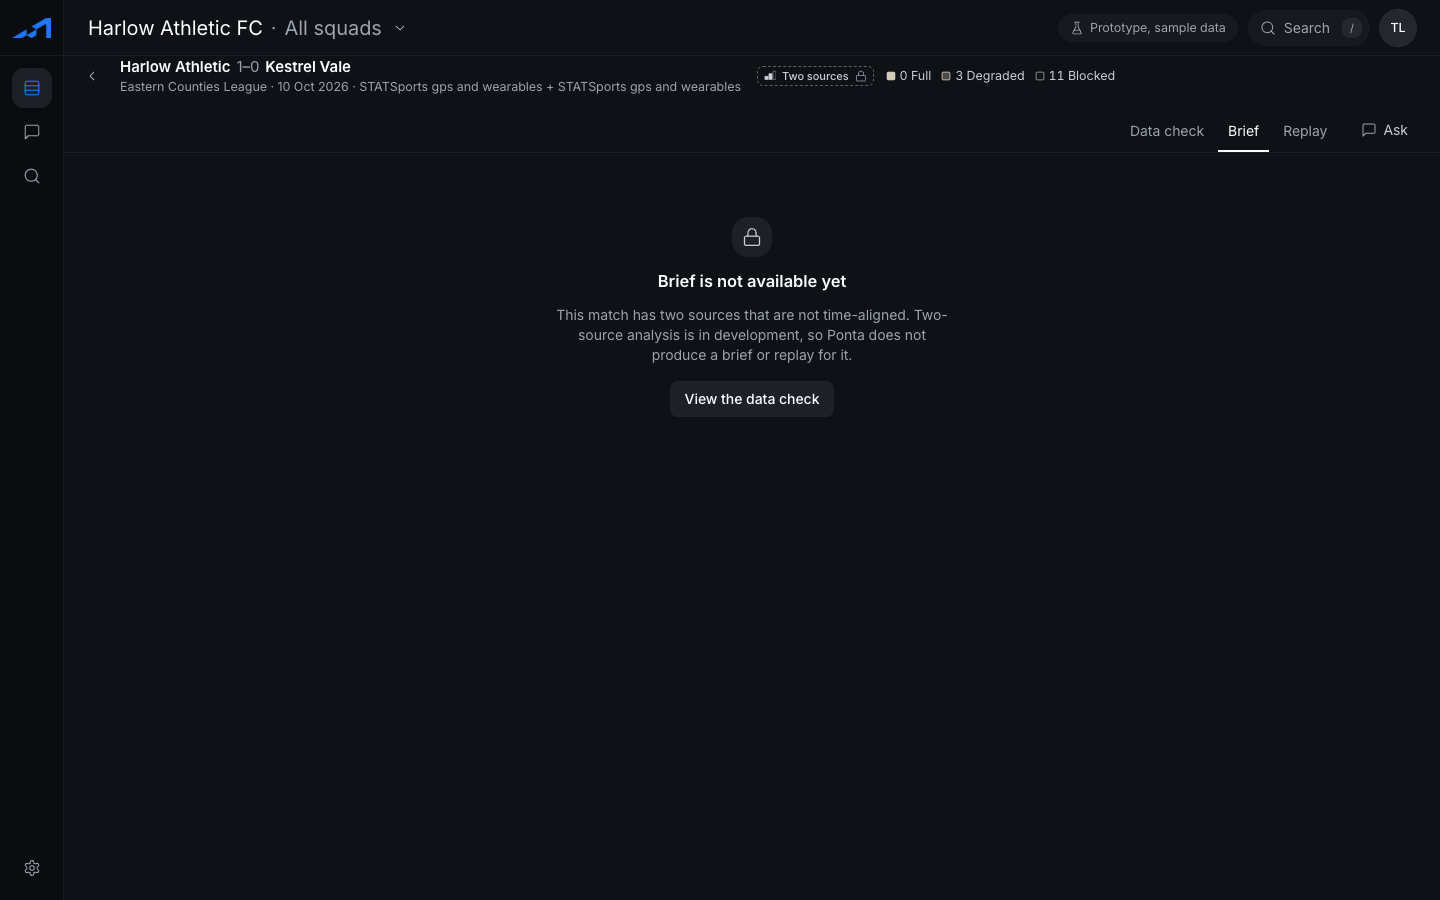 Harlow Athletic FC · All squads
Prototype, sample data
Search /
TL
Harlow Athletic 1–0 Kestrel Vale
Eastern Counties League · 10 Oct 2026 · STATSports gps and wearables + STATSports gps and wearables
Two sources
0 Full
3 Degraded
11 Blocked
Data check
Brief
Replay
Ask
Brief is not available yet
This match has two sources that are not time-aligned. Two-
source analysis is in development, so Ponta does not
produce a brief or replay for it.
View the data check